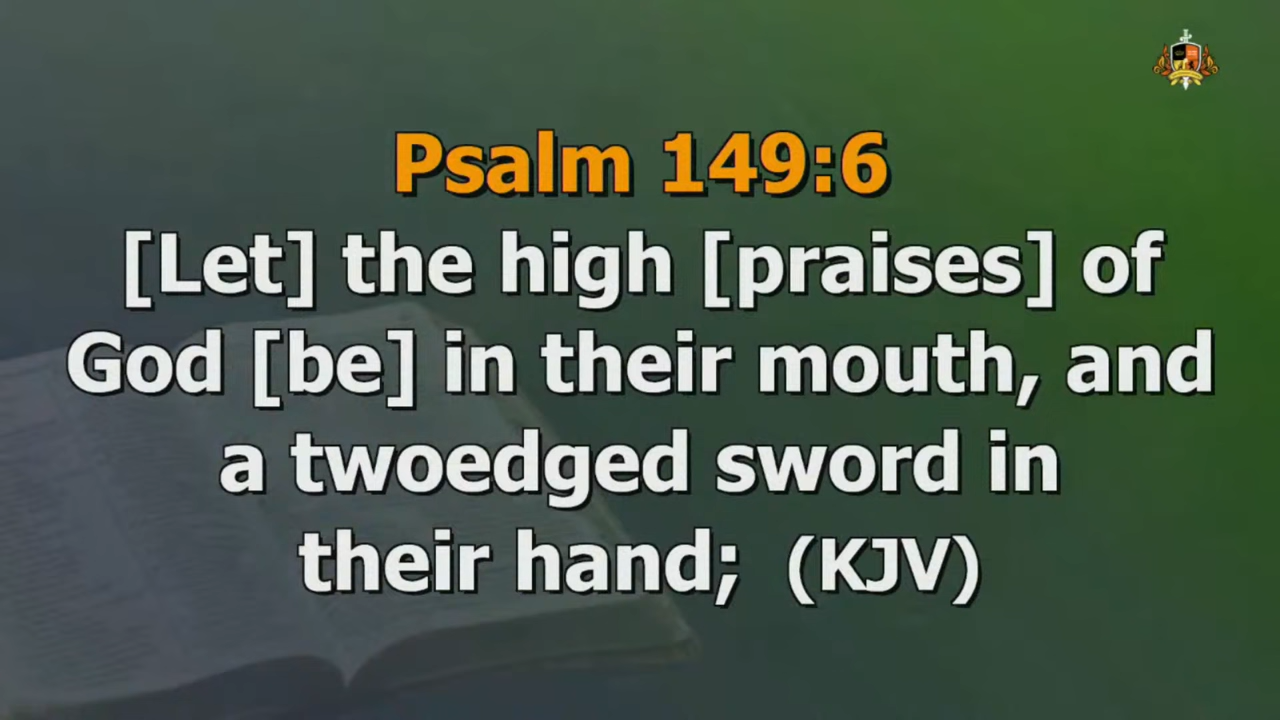 Psalm 149:6
[Let] the high [praises] of
God [be] in their mouth, and
a twoedged sword in
their hand;  (KJV)